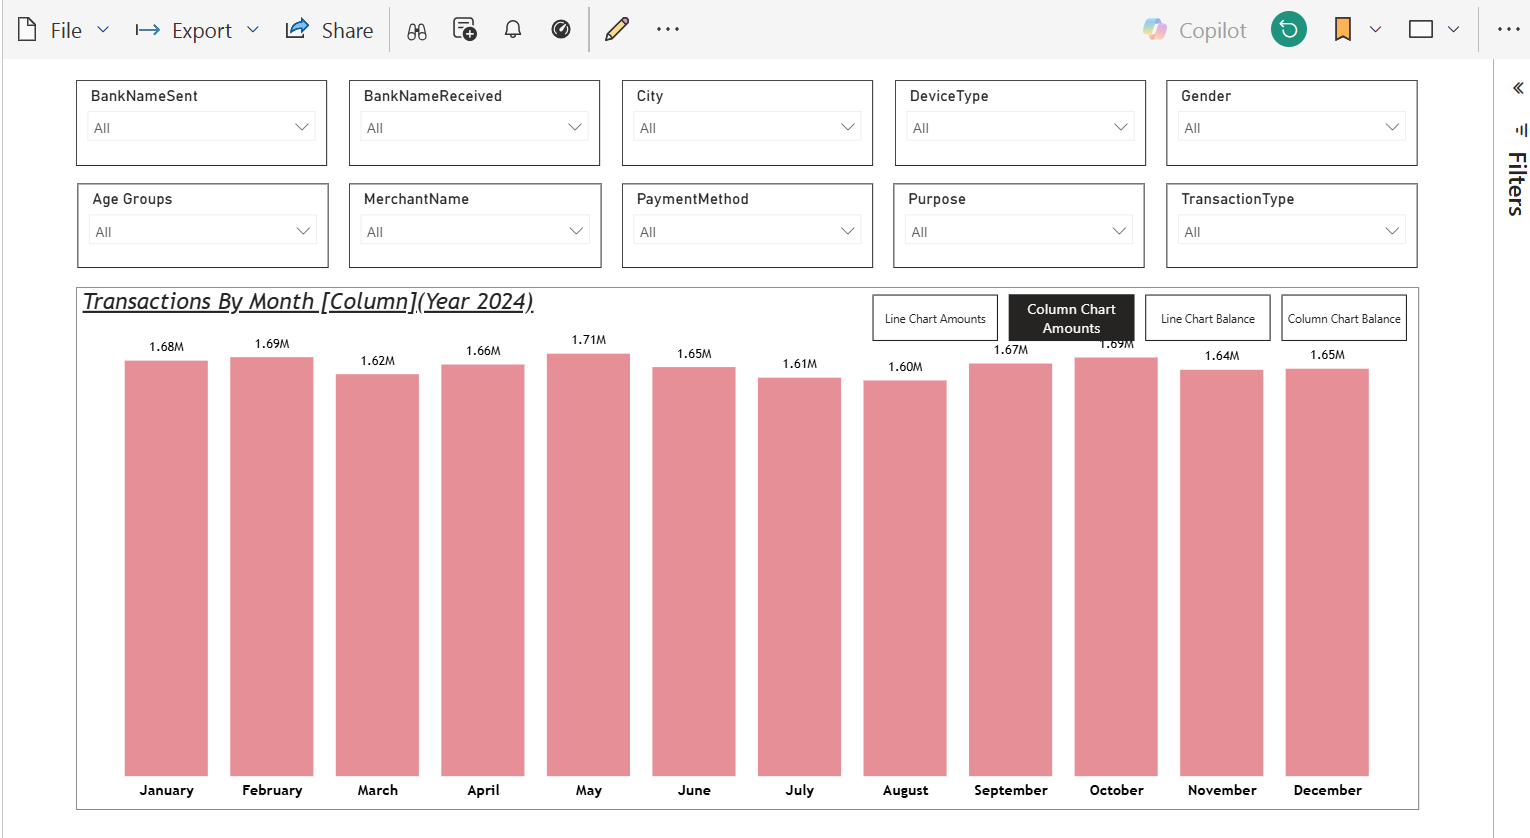 File Export Share Copilot
BankNameSent BankNameReceived City DeviceType Gender
All All All All All
Age Groups MerchantName PaymentMethod Purpose TransactionType
All All All All All
Filters
Transactions By Month [Column](Year 2024)
Line Chart Amounts
Column Chart
Amounts
Line Chart Balance
Column Chart Balance
1.68M 1.69M 1.62M 1.66M 1.71M 1.65M 1.61M 1.60M 1.67M 1.69M 1.64M 1.65M
January February March April May June July August September October November December